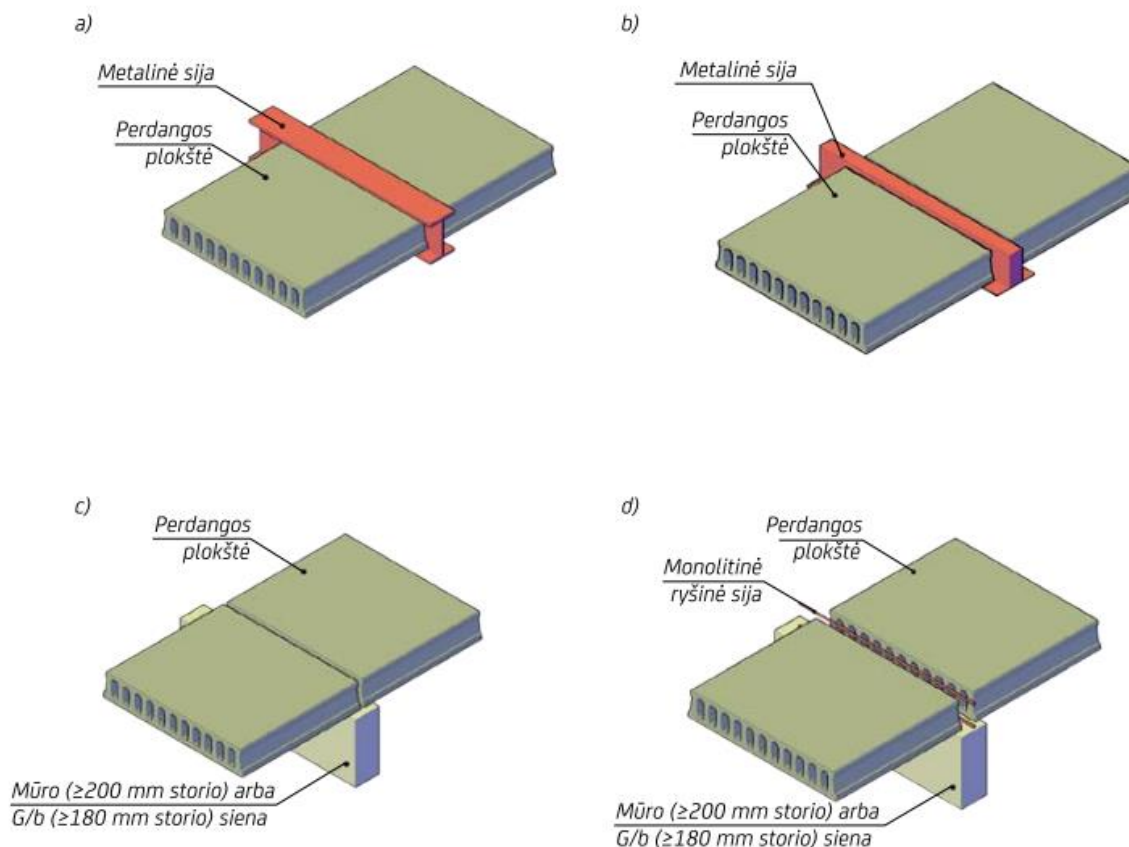 a)
Metalinė sija
Perdangos
plokštė
b)
Metalinė sija
Perdangos
plokštė
c)
Perdangos
plokštė
Mūro (≥200 mm storio) arba
G/b (≥180 mm storio) siena
d)
Perdangos
plokštė
Monolitinė
ryšinė sija
Mūro (≥200 mm storio) arba
G/b (≥180 mm storio) siena